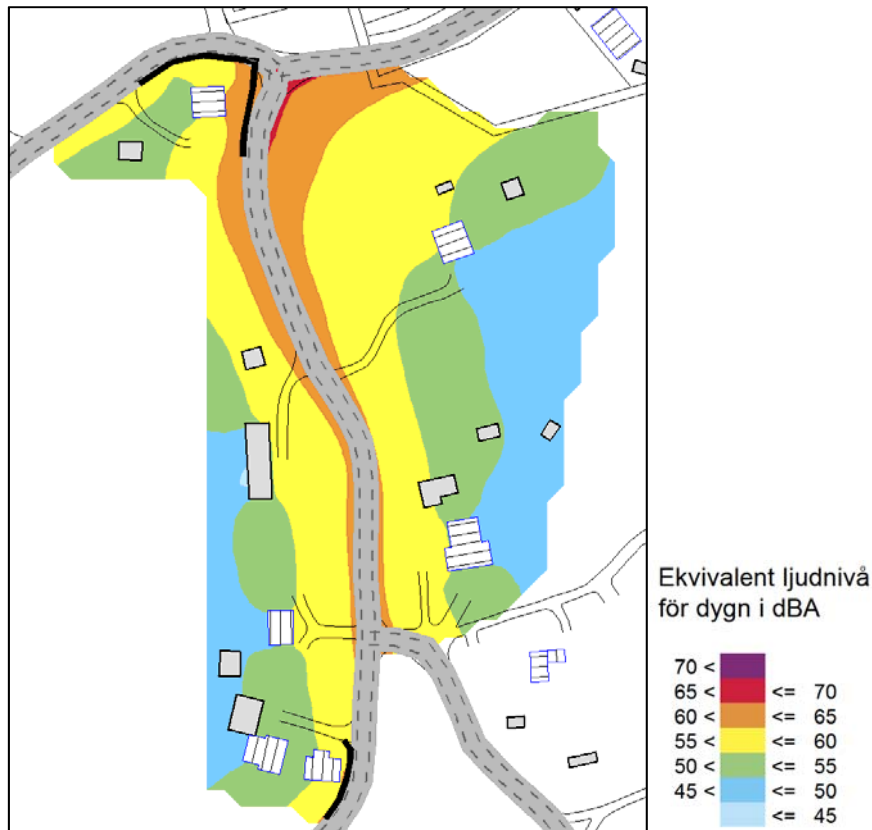 Ekvivalent ljudnivå
för dygn i dBA
70 <
65 < <= 70
60 < <= 65
55 < <= 60
50 < <= 55
45 < <= 50
<= 45